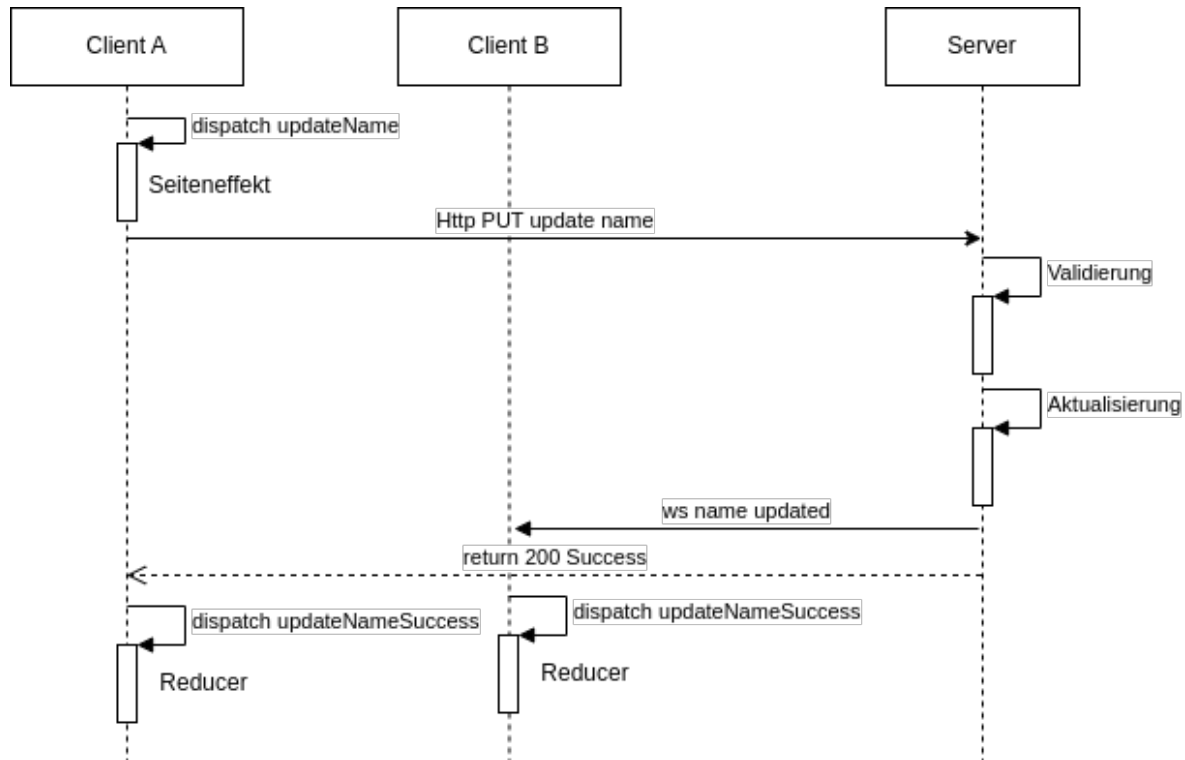 Client A
Client B
Server
dispatch updateName
Seiteneffekt
Http PUT update name
Validierung
Aktualisierung
ws name updated
return 200 Success
dispatch updateNameSuccess
dispatch updateNameSuccess
Reducer
Reducer